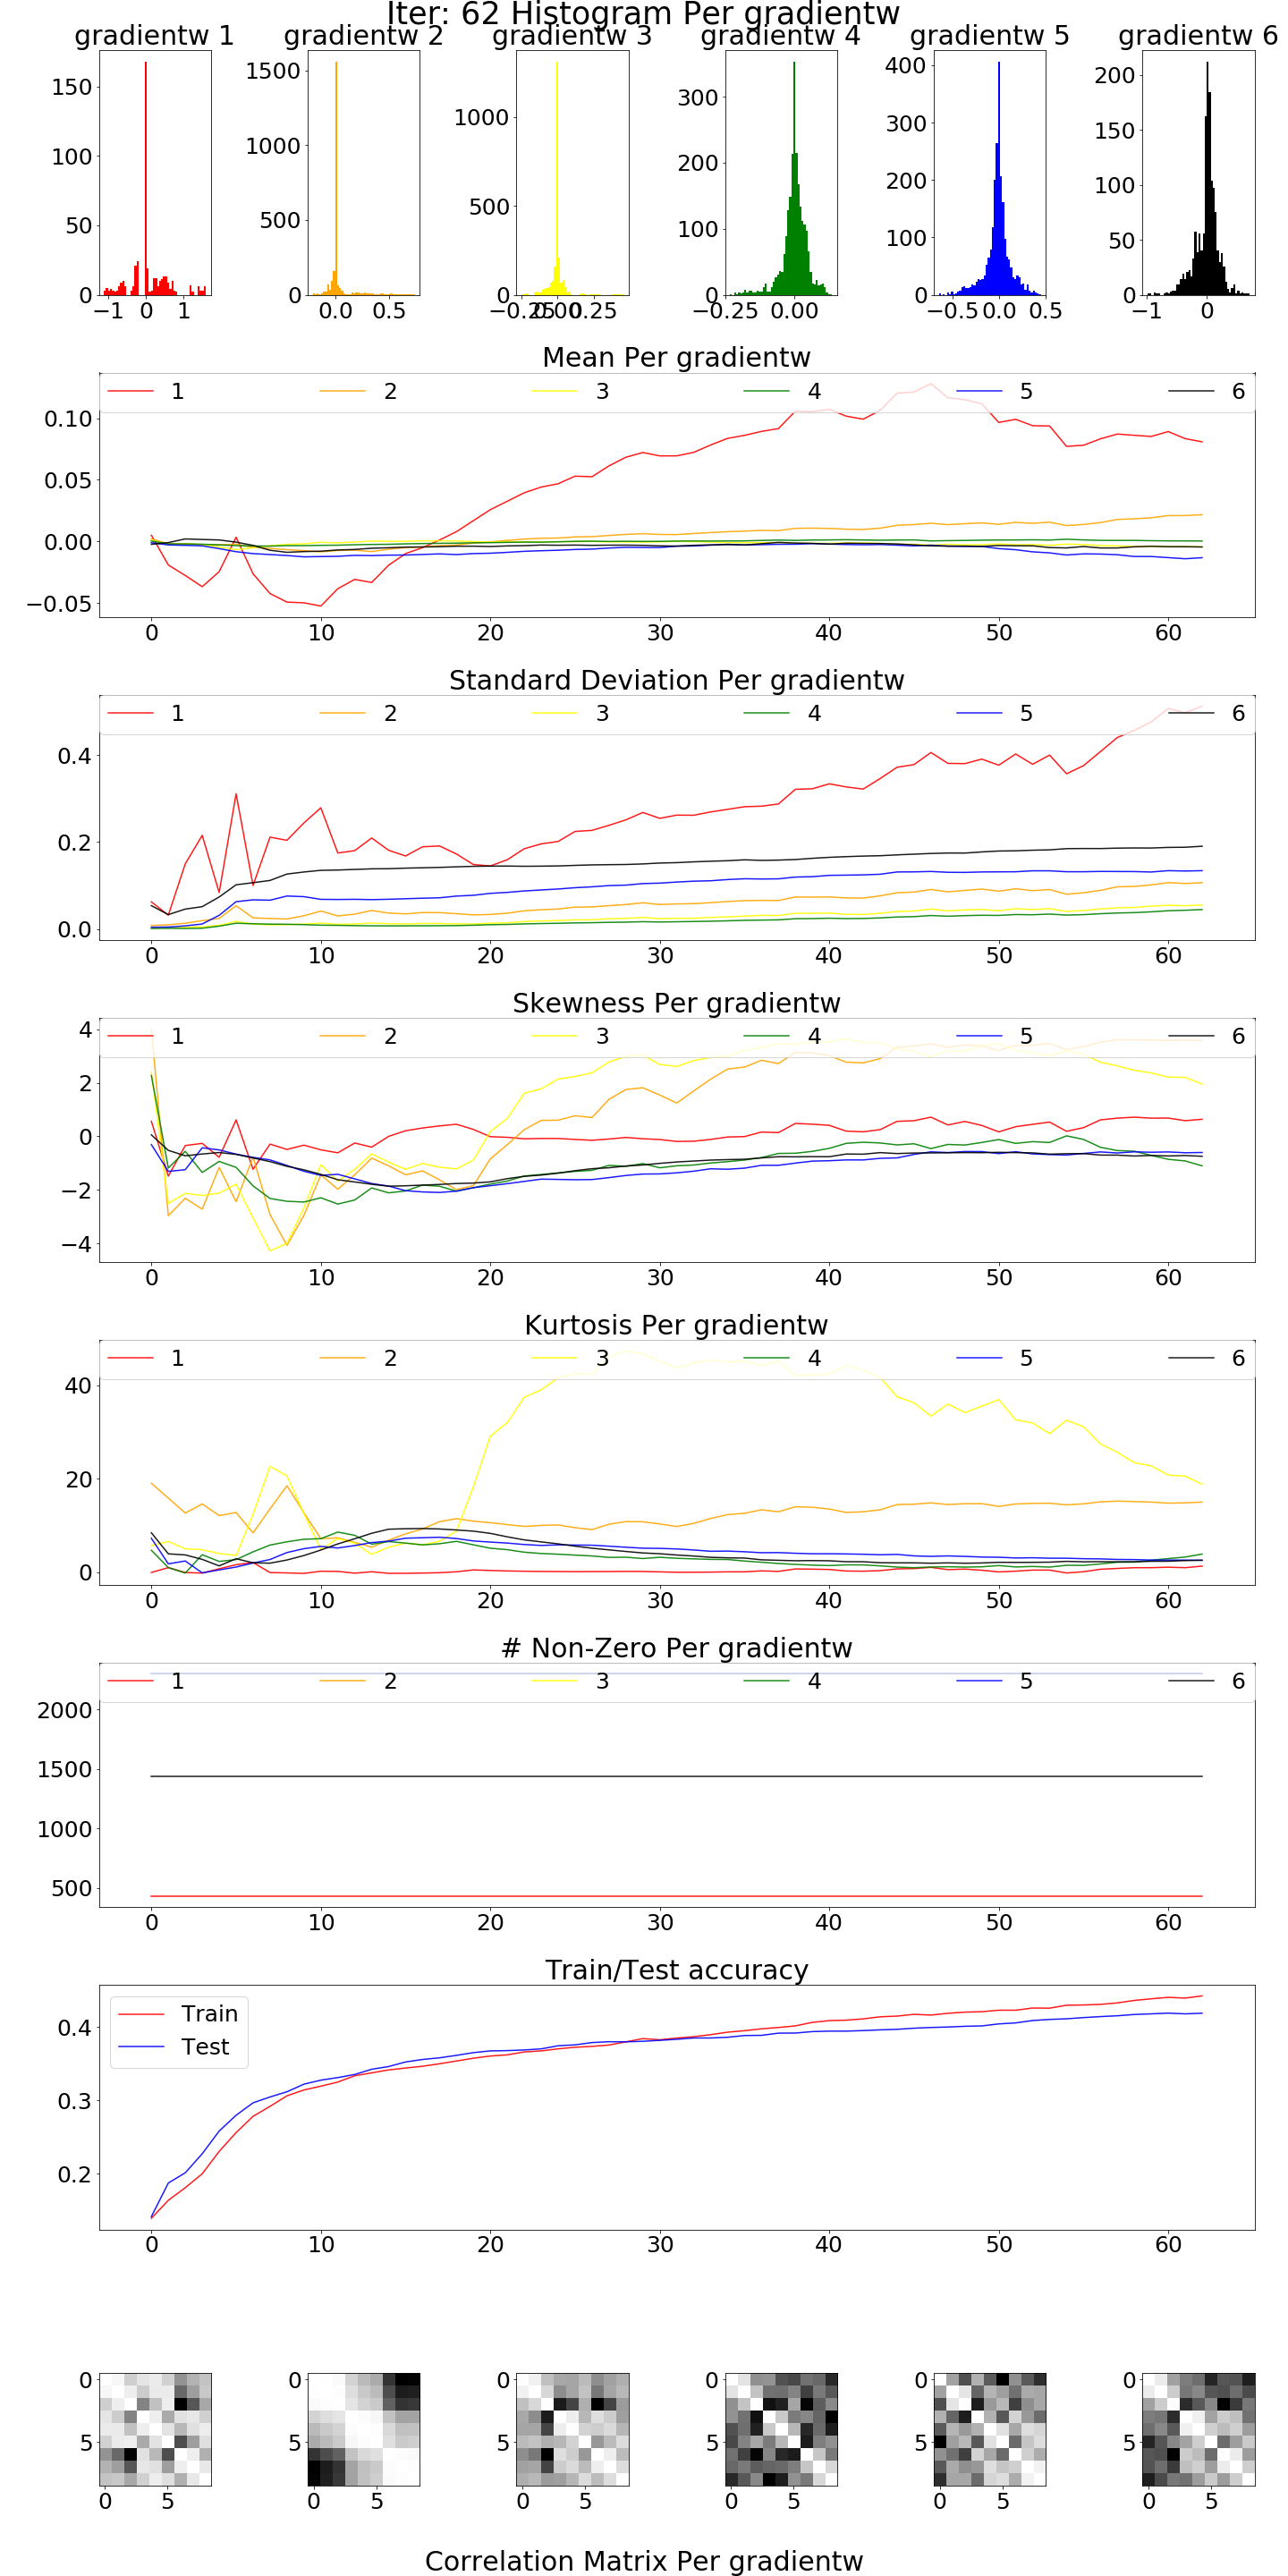 Iter: 62 Histogram Per gradientw
gradientw 1 gradientw 2 gradientw 3 gradientw 4 gradientw 5 gradientw 6
150
100
50
0
−1 0 1
1500
1000
500
0
0.0 0.5
1000
500
0
−0.25 0.00 0.25
300
200
100
0
−0.25 0.00
400
300
200
100
0
−0.5 0.0 0.5
200
150
100
50
0
−1 0
Mean Per gradientw
1 2 3 4 5 6
0.10
0.05
0.00
−0.05
0 10 20 30 40 50 60
Standard Deviation Per gradientw
1 2 3 4 5 6
0.4
0.2
0.0
0 10 20 30 40 50 60
Skewness Per gradientw
1 2 3 4 5 6
4
2
0
−2
−4
0 10 20 30 40 50 60
Kurtosis Per gradientw
1 2 3 4 5 6
40
20
0
0 10 20 30 40 50 60
# Non-Zero Per gradientw
1 2 3 4 5 6
2000
1500
1000
500
0 10 20 30 40 50 60
Train/Test accuracy
Train
Test
0.4
0.3
0.2
0 10 20 30 40 50 60
0 0 0 0 0 0
5 5 5 5 5 5
0 5 0 5 0 5 0 5 0 5 0 5
Correlation Matrix Per gradientw